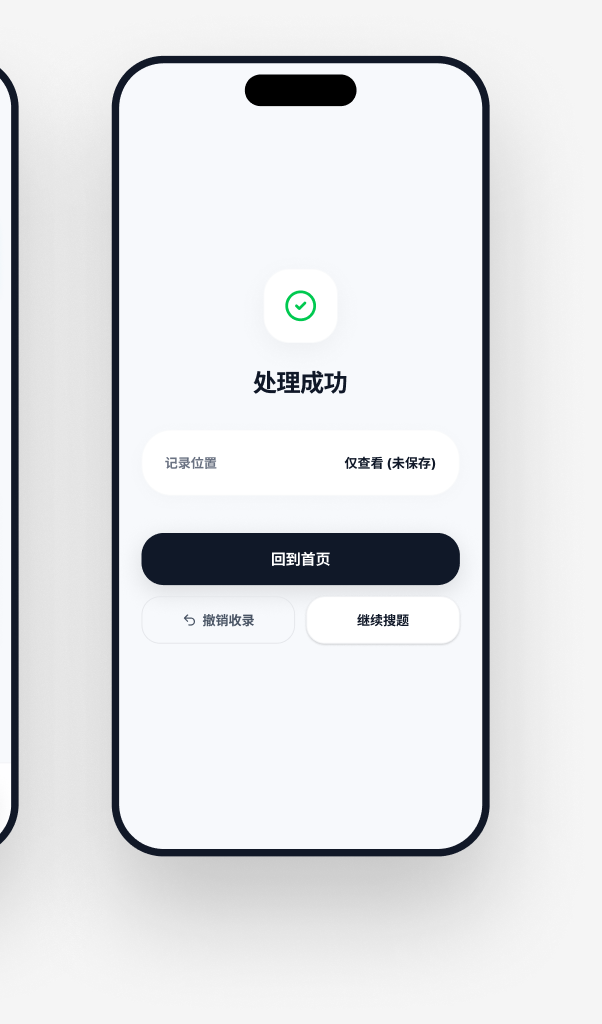 处理成功
记录位置
仅查看 (未保存)
回到首页
撤销收录
继续搜题